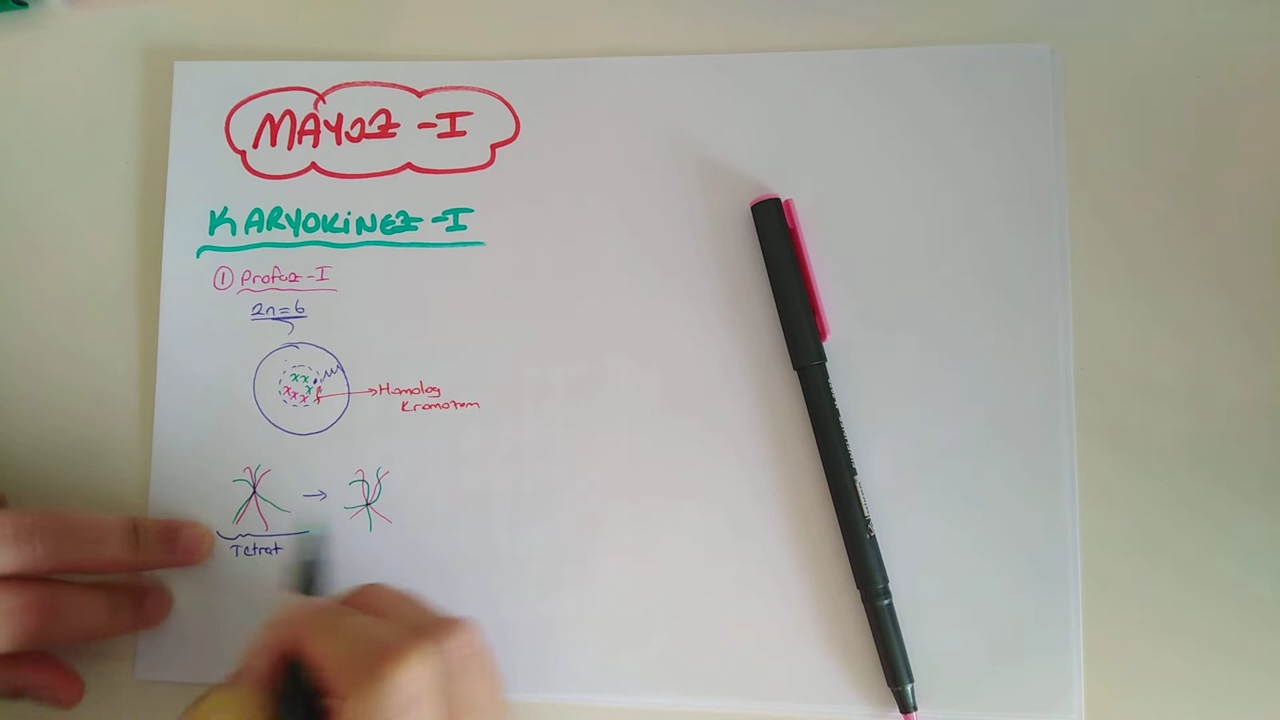 MAYOZ-I
KARYOKİNEZ-I
① Profaz-I
2n=6
Homolog
Kromozom
Tetrat